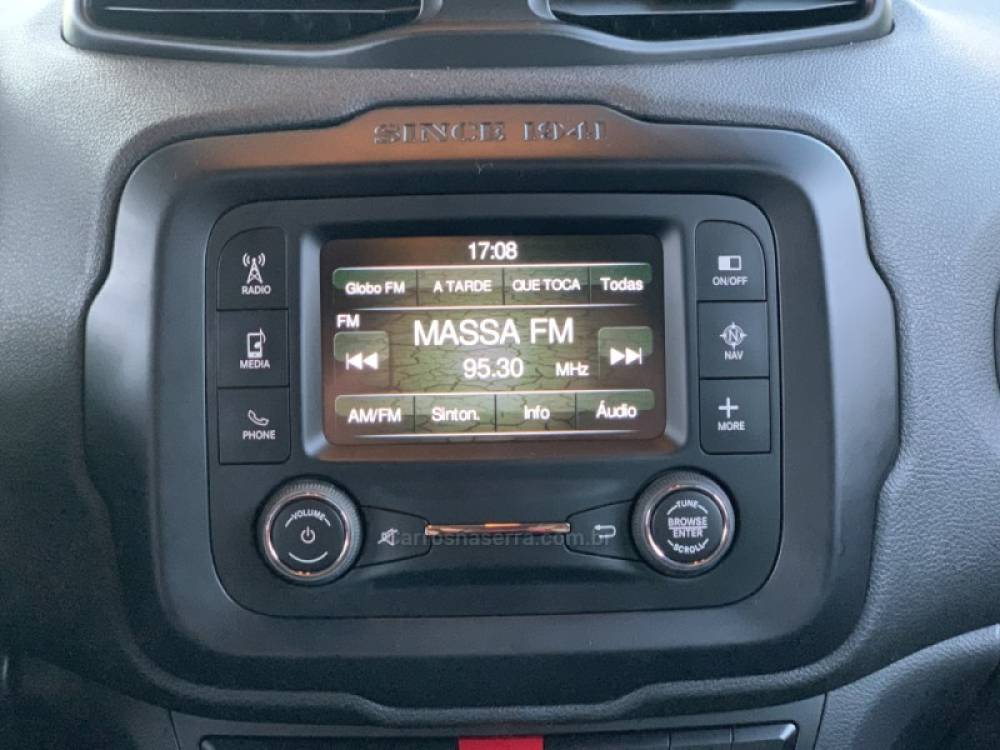 SINCE 1941
RADIO
MEDIA
PHONE
17:08
Globo FM A TARDE QUE TOCA Todas
FM
MASSA FM
95.30 MHz
AM/FM Sinton. Info Áudio
ON/OFF
N
NAV
MORE
VOLUME
carrosnaserra.com.br
TUNE
BROWSE
ENTER
SCROLL